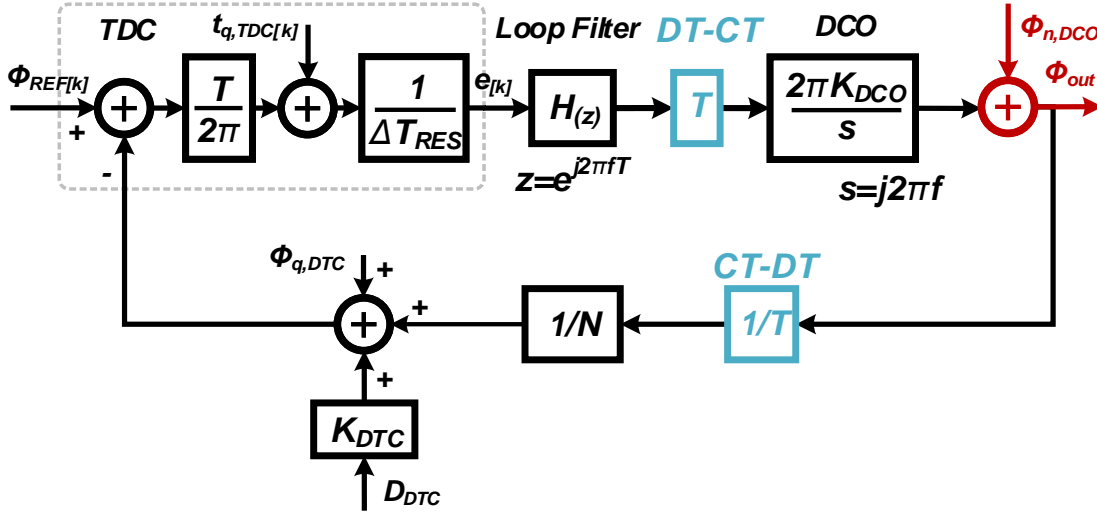 TDC
t_{q,TDC[k]}
Loop Filter
DT-CT
DCO
Φ_{n,DCO}
Φ_{REF[k]}
+
T
2π
+
1
ΔT_{RES}
e_{[k]}
H_{(z)}
T
2πK_{DCO}
s
+
Φ_{out}
+
-
z=e^{j2πfT}
s=j2πf
Φ_{q,DTC}
+
CT-DT
+
+
1/N
1/T
+
K_{DTC}
D_{DTC}